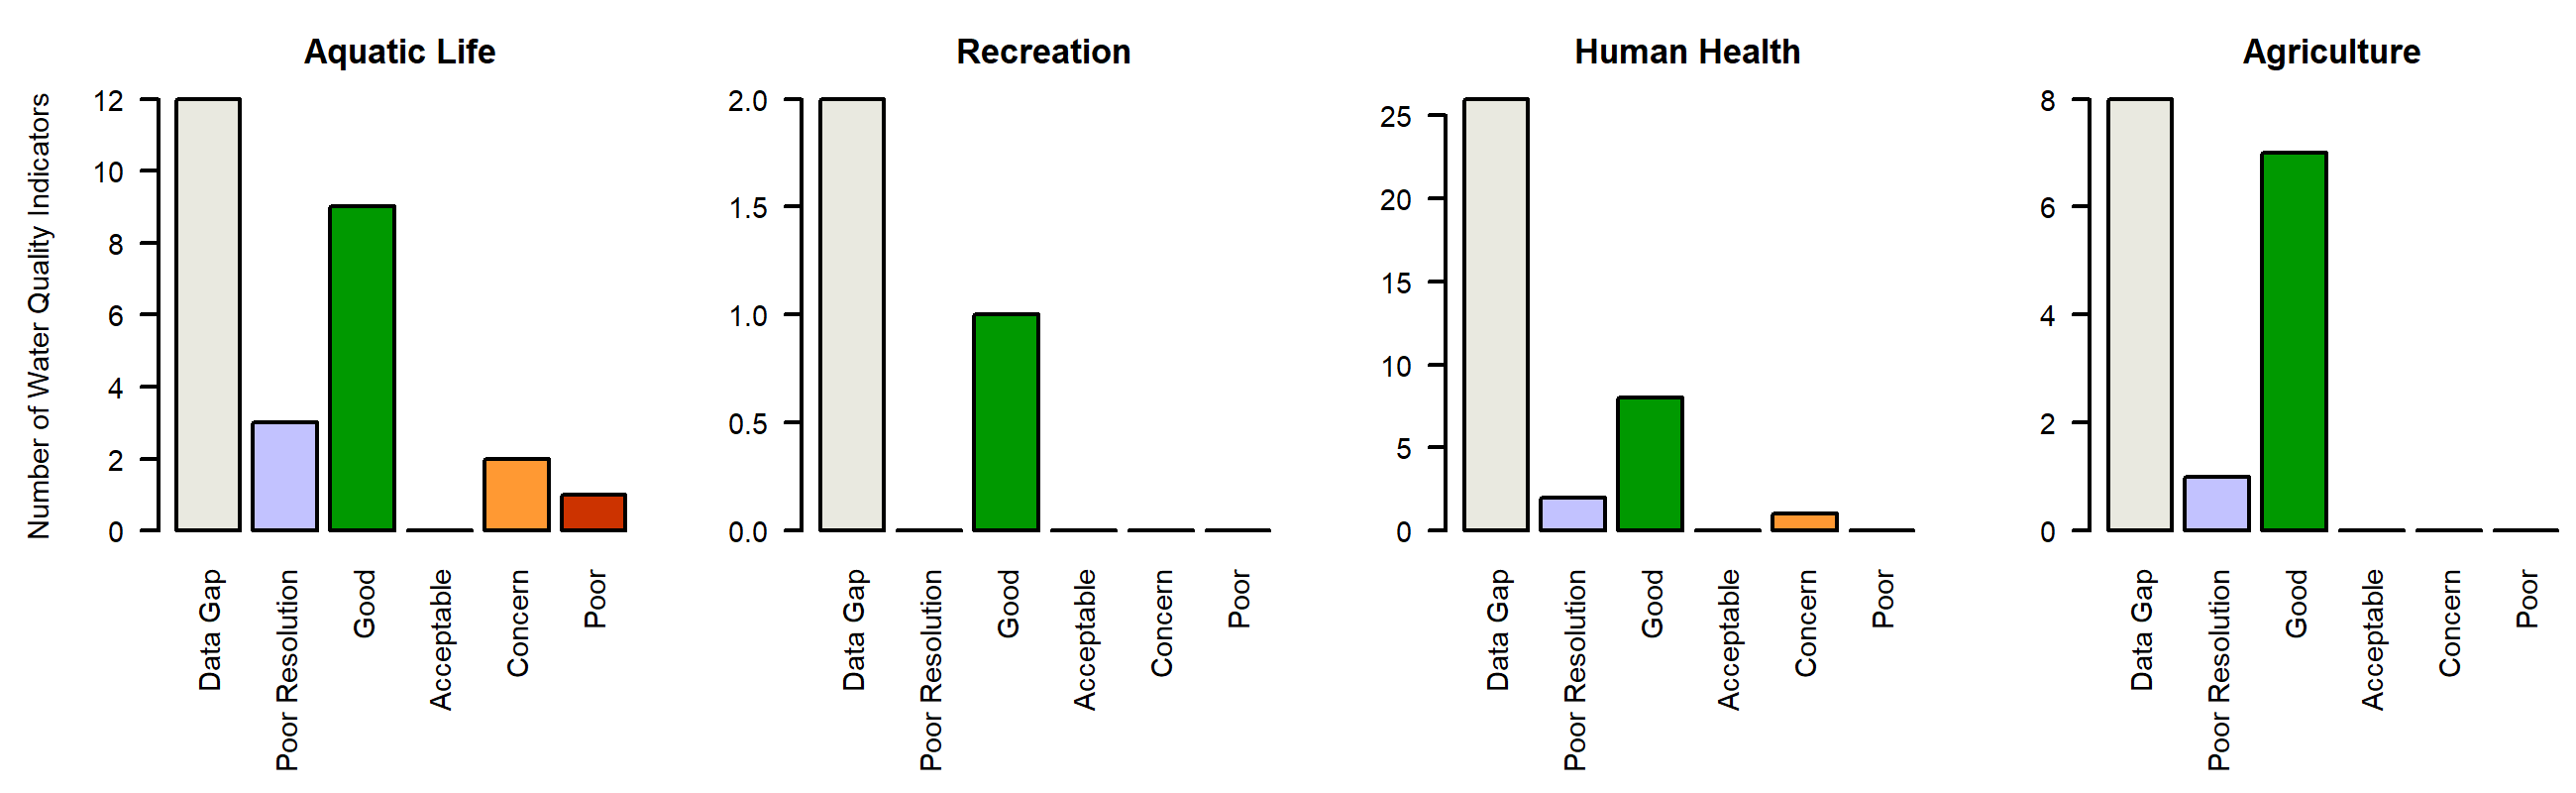 Aquatic Life
Number of Water Quality Indicators
12
10
8
6
4
2
0
Data Gap
Poor Resolution
Good
Acceptable
Concern
Poor
Recreation
2.0
1.5
1.0
0.5
0.0
Data Gap
Poor Resolution
Good
Acceptable
Concern
Poor
Human Health
25
20
15
10
5
0
Data Gap
Poor Resolution
Good
Acceptable
Concern
Poor
Agriculture
8
6
4
2
0
Data Gap
Poor Resolution
Good
Acceptable
Concern
Poor